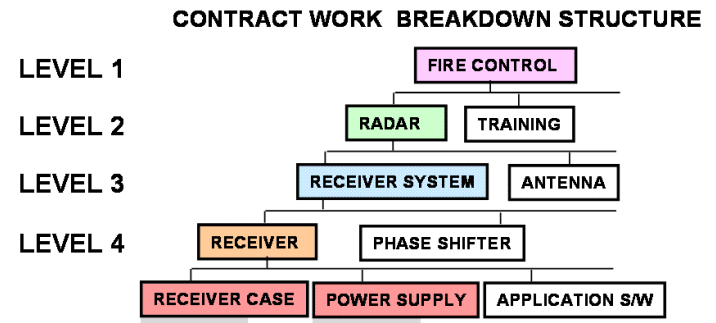 CONTRACT WORK BREAKDOWN STRUCTURE
LEVEL 1
FIRE CONTROL
LEVEL 2
RADAR
TRAINING
LEVEL 3
RECEIVER SYSTEM
ANTENNA
LEVEL 4
RECEIVER
PHASE SHIFTER
RECEIVER CASE
POWER SUPPLY
APPLICATION S/W